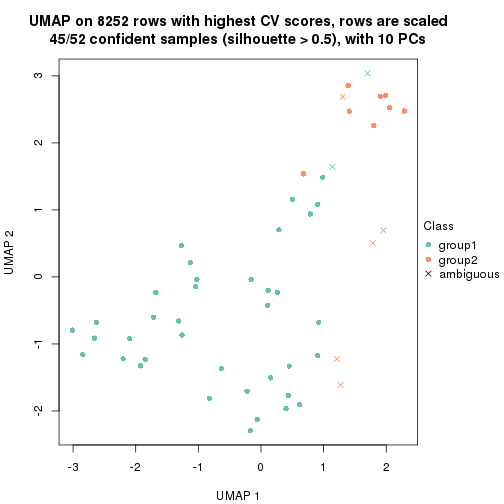 UMAP on 8252 rows with highest CV scores, rows are scaled
45/52 confident samples (silhouette > 0.5), with 10 PCs
3
2
1
0
-1
-2
UMAP 2
-3
-2
-1
0
1
2
UMAP 1
Class
group1
group2
ambiguous